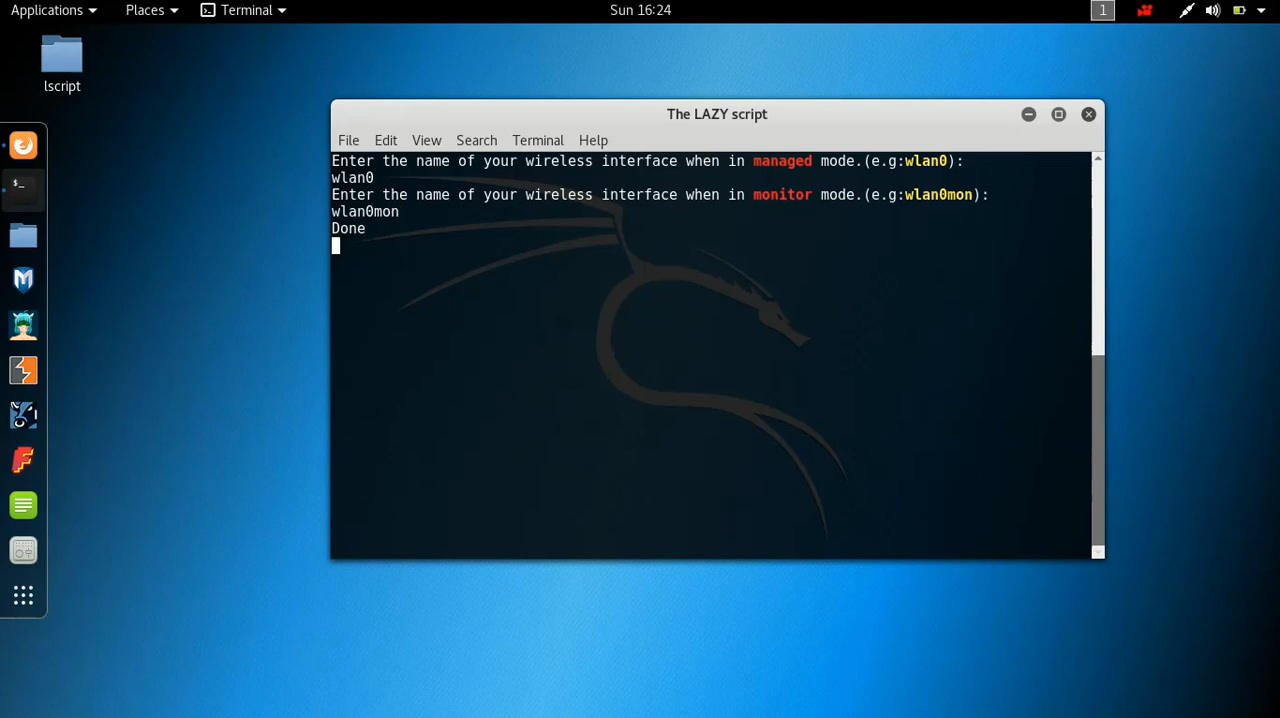 Applications Places Terminal Sun 16:24 1
lscript
The LAZY script
File Edit View Search Terminal Help
Enter the name of your wireless interface when in managed mode.(e.g:wlan0):
wlan0
Enter the name of your wireless interface when in monitor mode.(e.g:wlan0mon):
wlan0mon
Done
$_